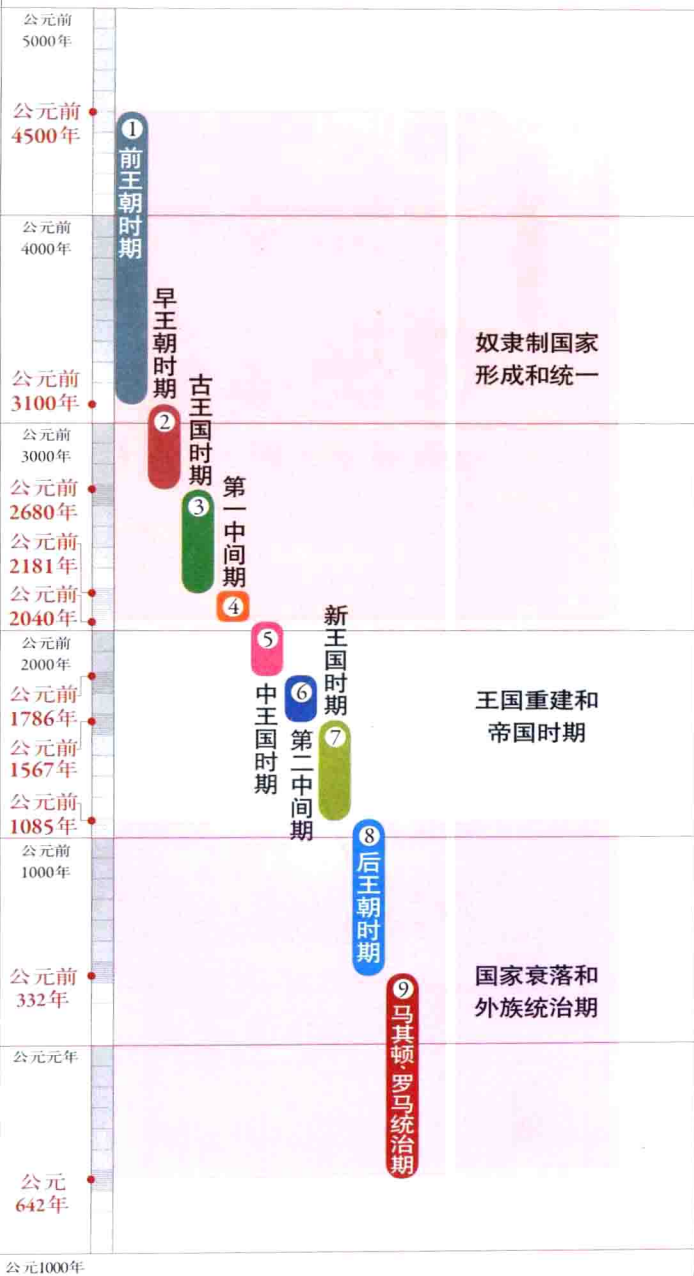 公元前
5000年
公元前
4500年
①
前王朝时期
公元前
4000年
早王朝时期
②
奴隶制国家
形成和统一
公元前
3100年
古王国时期
③
公元前
3000年
第一中间期
④
公元前
2680年
公元前
2181年
公元前
2040年
⑤
中王国时期
新王国时期
⑦
公元前
2000年
⑥
第二中间期
公元前
1786年
王国重建和
帝国时期
公元前
1567年
公元前
1085年
⑧
后王朝时期
公元前
1000年
公元前
332年
国家衰落和
外族统治期
⑨
马其顿、罗马统治期
公元元年
公元
642年
公元1000年